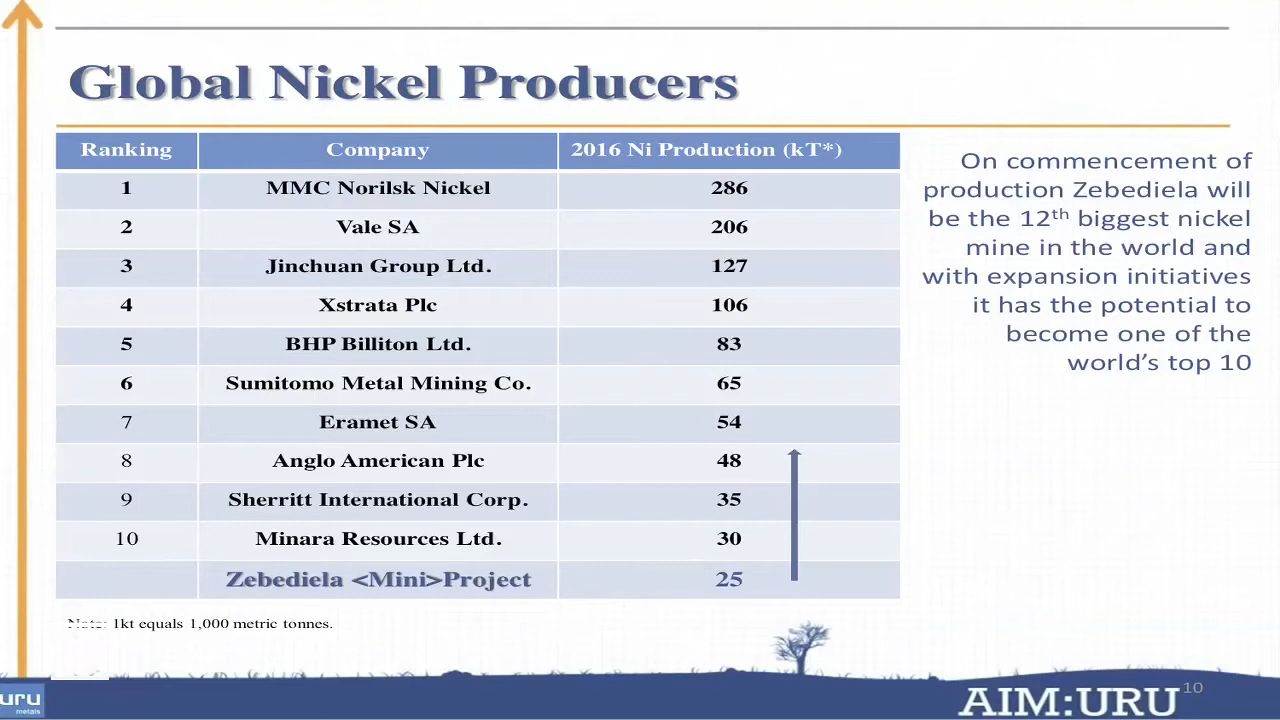 Global Nickel Producers
Ranking Company 2016 Ni Production (kT*)
1 MMC Norilsk Nickel 286
2 Vale SA 206
3 Jinchuan Group Ltd. 127
4 Xstrata Plc 106
5 BHP Billiton Ltd. 83
6 Sumitomo Metal Mining Co. 65
7 Eramet SA 54
8 Anglo American Plc 48
9 Sherritt International Corp. 35
10 Minara Resources Ltd. 30
Zebediela <Mini>Project 25
On commencement of
production Zebediela will
be the 12th biggest nickel
mine in the world and
with expansion initiatives
it has the potential to
become one of the
world’s top 10
Note: 1kt equals 1,000 metric tonnes.
uru
metals
AIM:URU
10